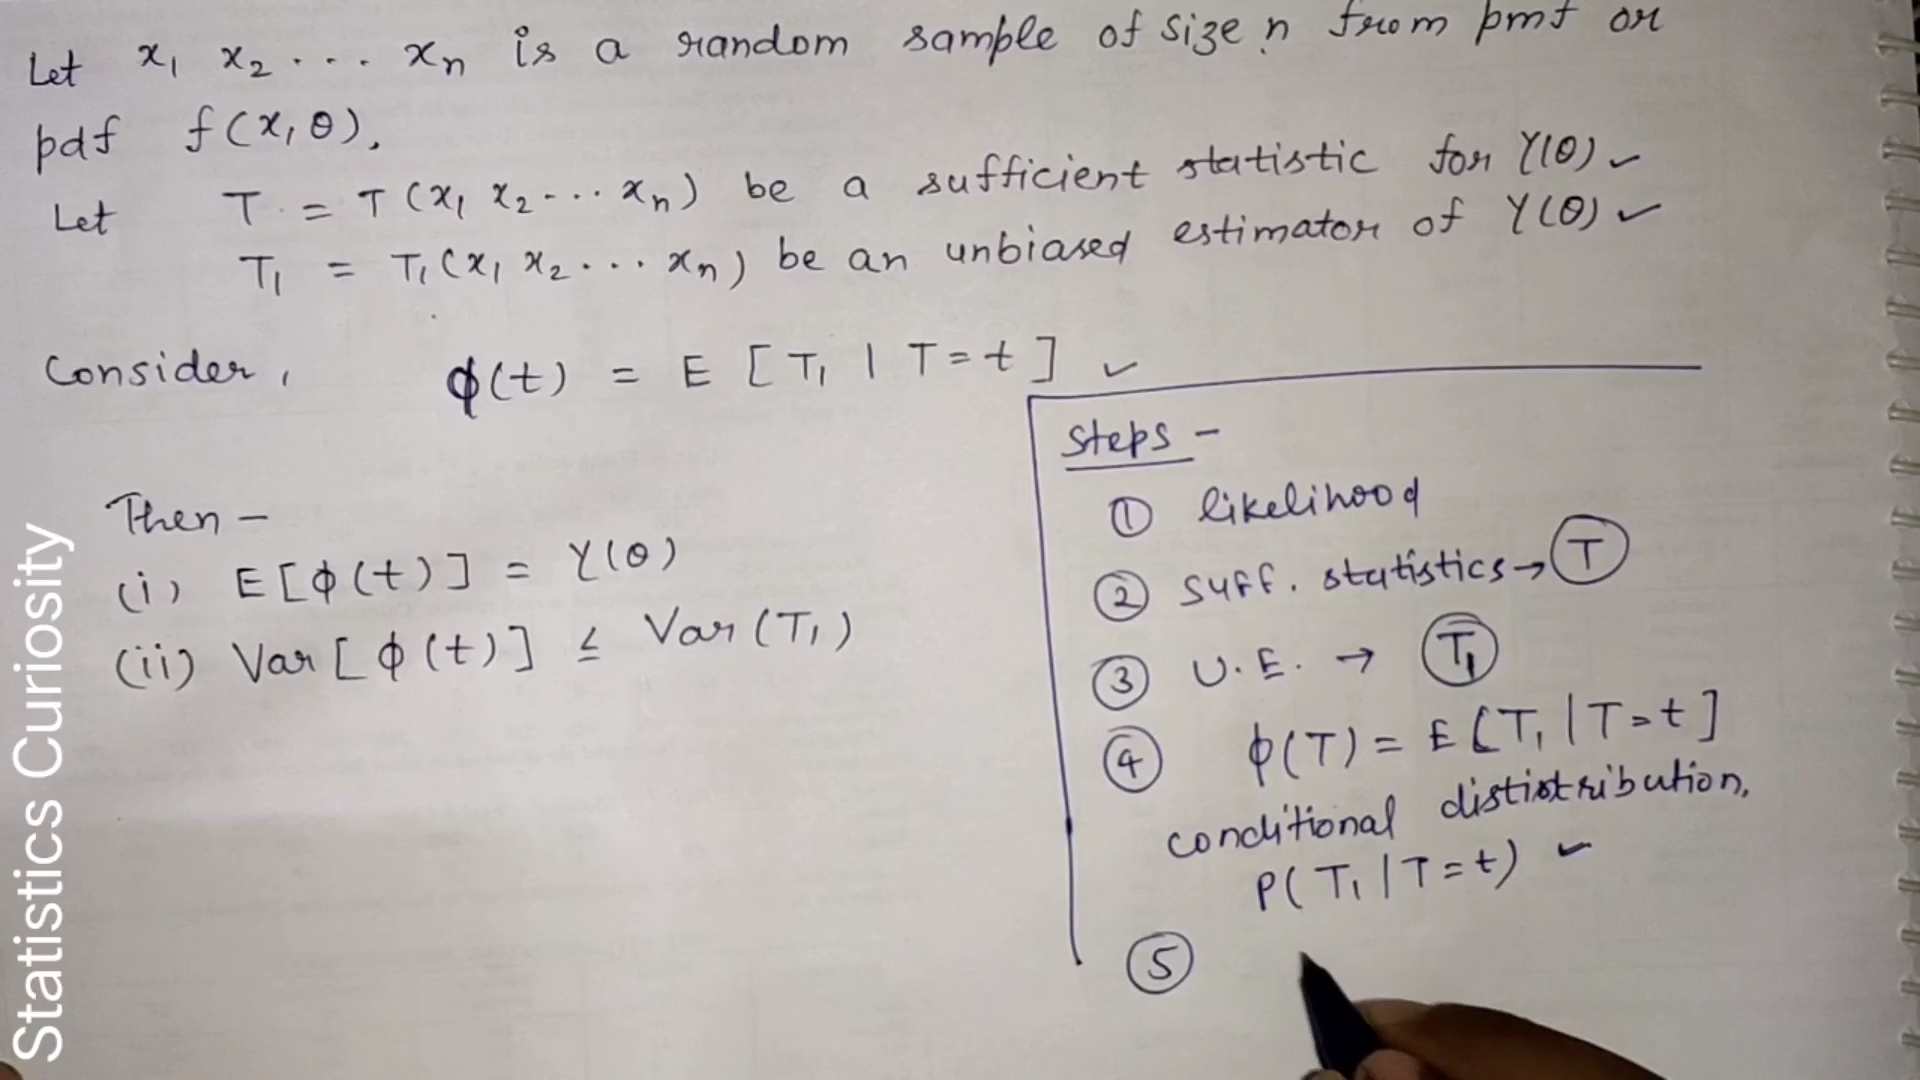 Let x₁ x₂ ... xₙ is a random sample of size n from pmf or
pdf f(x, θ).
Let T = T(x₁ x₂ ... xₙ) be a sufficient statistic for Υ(θ) ✓
T₁ = T₁(x₁ x₂ ... xₙ) be an unbiased estimator of Υ(θ) ✓
Consider, ϕ(t) = E [T₁ | T=t] ✓
Then -
(i) E[ϕ(t)] = Υ(θ)
(ii) Var[ϕ(t)] ≤ Var(T₁)
Steps -
① likelihood
② suff. statistics → T
③ U.E. → T₁
④ ϕ(T) = E[T₁ | T=t]
conditional dististribution,
P(T₁ | T=t) ✓
⑤
Statistics Curiosity